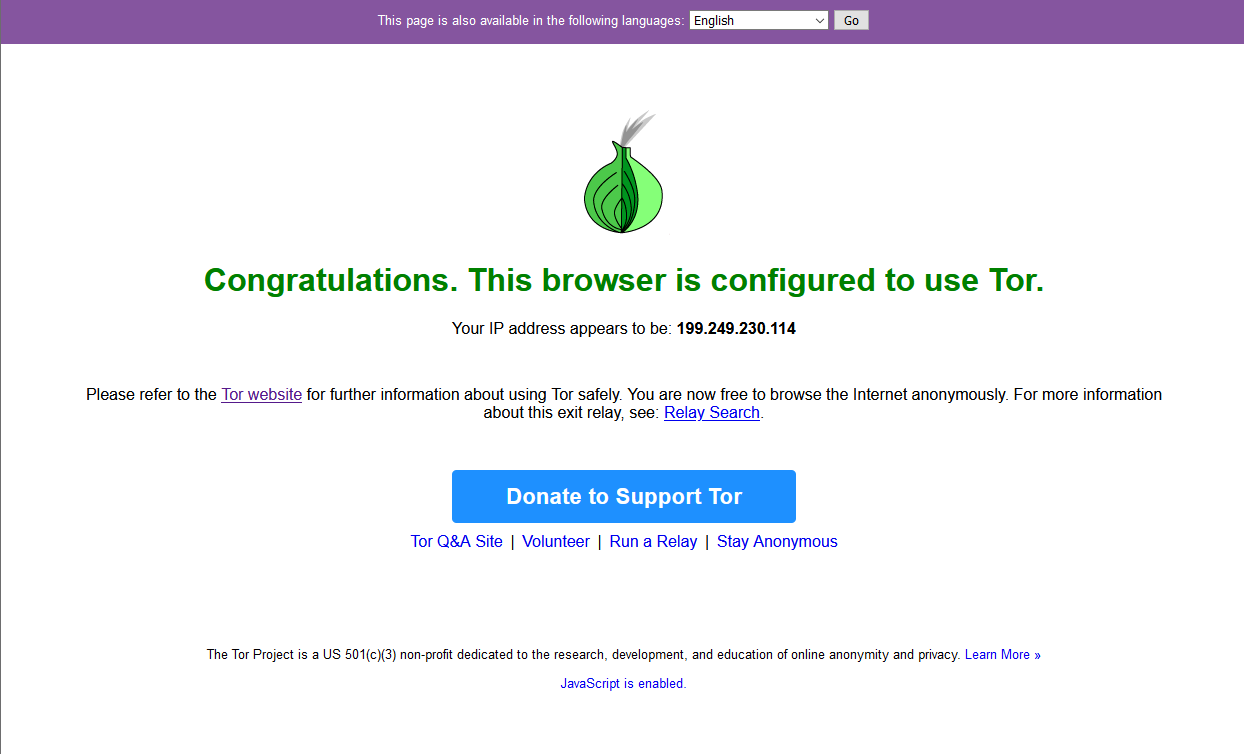 This page is also available in the following languages: English Go
Congratulations. This browser is configured to use Tor.
Your IP address appears to be: 199.249.230.114
Please refer to the Tor website for further information about using Tor safely. You are now free to browse the Internet anonymously. For more information
about this exit relay, see: Relay Search.
Donate to Support Tor
Tor Q&A Site | Volunteer | Run a Relay | Stay Anonymous
The Tor Project is a US 501(c)(3) non-profit dedicated to the research, development, and education of online anonymity and privacy. Learn More »
JavaScript is enabled.